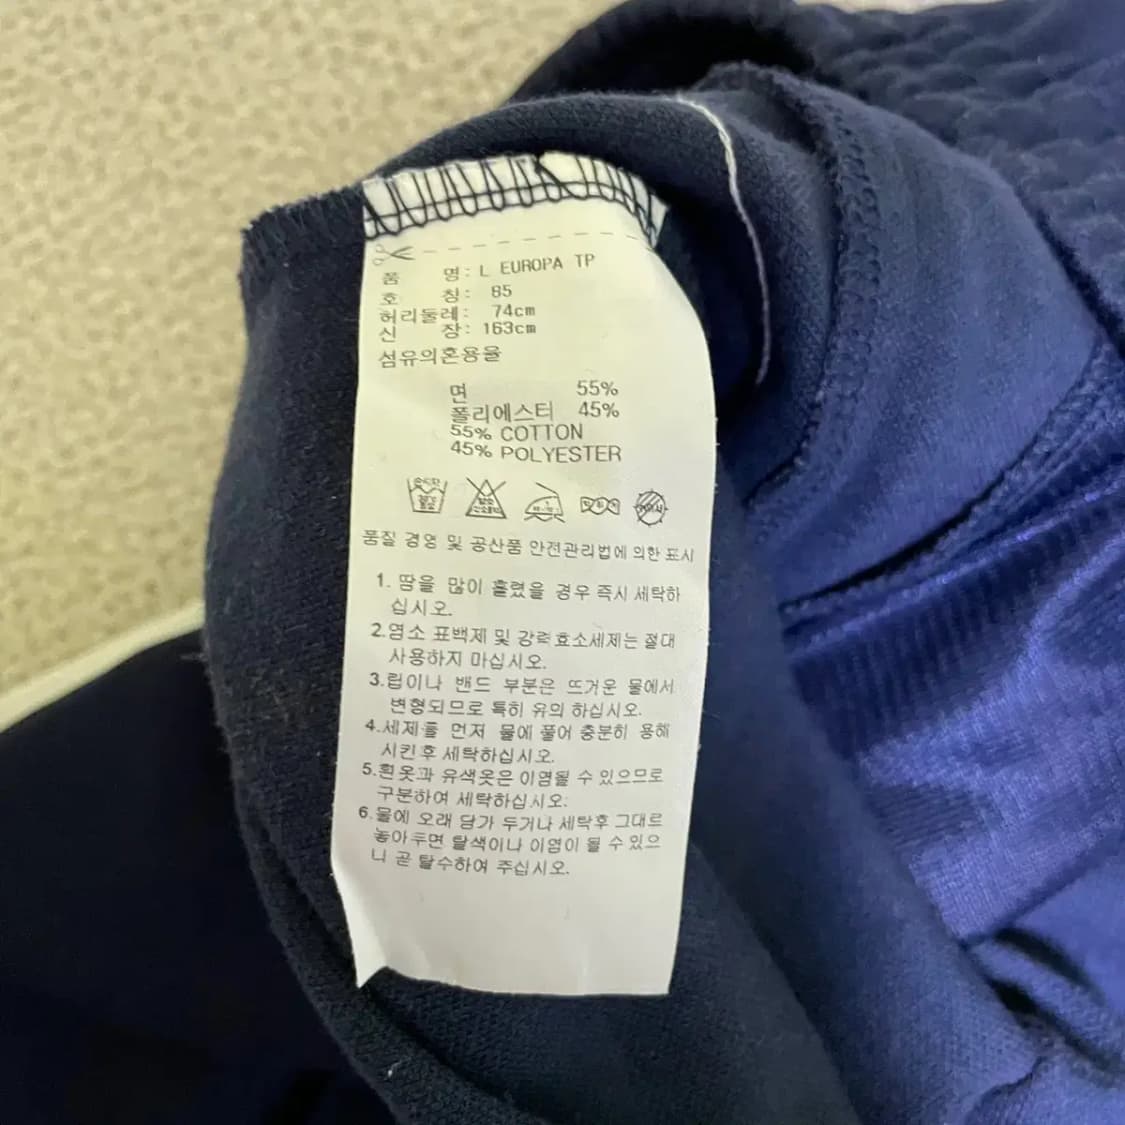 품 명: L EUROPA TP
호 칭: 85
허리둘레: 74cm
신 장: 163cm
섬유의혼용율
면 55%
폴리에스터 45%
55% COTTON
45% POLYESTER
품질 경영 및 공산품 안전관리법에 의한 표시
1. 땀을 많이 흘렸을 경우 즉시 세탁하
십시오.
2.염소 표백제 및 강력효소세제는 절대
사용하지 마십시오.
3.립이나 밴드 부분은 뜨거운 물에서
변형되므로 특히 유의 하십시오.
4.세제를 먼저 물에 풀어 충분히 용해
시킨후 세탁하십시오.
5.흰옷과 유색옷은 이염될 수 있으므로
구분하여 세탁하십시오.
6.물에 오래 담가 두거나 세탁후 그대로
놓아두면 탈색이나 이염이 될 수 있으
니 곧 탈수하여 주십시오.